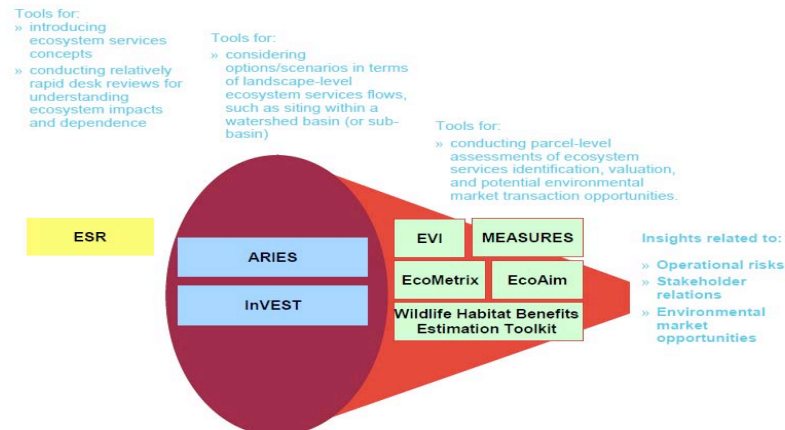 Tools for:
» introducing
ecosystem services
concepts
» conducting relatively
rapid desk reviews for
understanding
ecosystem impacts
and dependence
Tools for:
» considering
options/scenarios in terms
of landscape-level
ecosystem services flows,
such as siting within a
watershed basin (or sub-
basin)
Tools for:
» conducting parcel-level
assessments of ecosystem
services identification, valuation,
and potential environmental
market transaction opportunities.
ESR
ARIES
InVEST
EVI
MEASURES
EcoMetrix
EcoAim
Wildlife Habitat Benefits
Estimation Toolkit
Insights related to:
» Operational risks
» Stakeholder
relations
» Environmental
market
opportunities